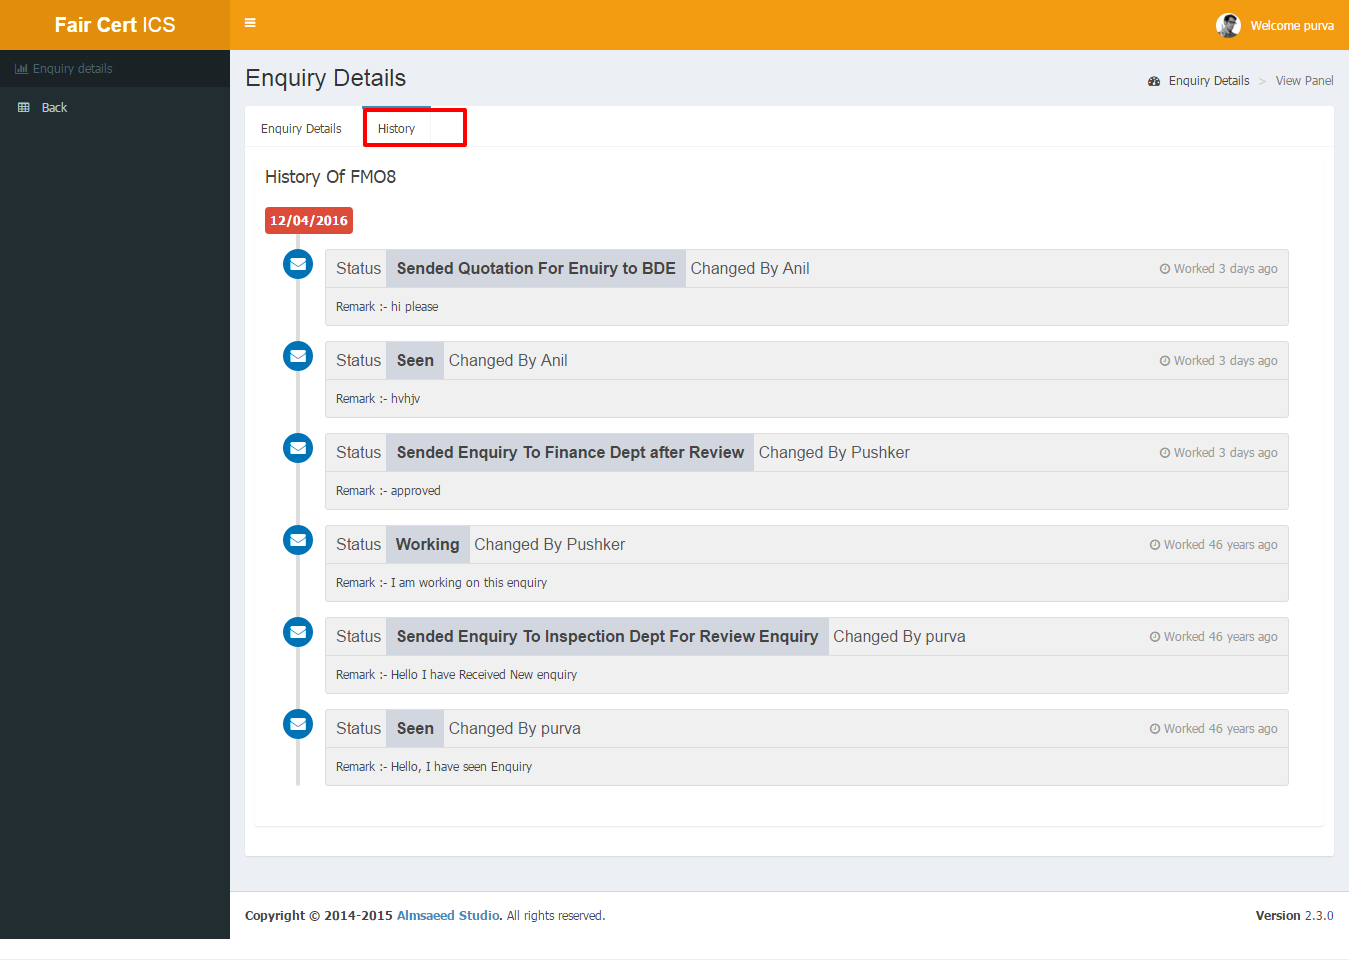 Fair Cert ICS
Welcome purva
Enquiry details
Back
Enquiry Details
Enquiry Details > View Panel
Enquiry Details History
History Of FMO8
12/04/2016
Status Sended Quotation For Enuiry to BDE Changed By Anil Worked 3 days ago
Remark :- hi please
Status Seen Changed By Anil Worked 3 days ago
Remark :- hvhjv
Status Sended Enquiry To Finance Dept after Review Changed By Pushker Worked 3 days ago
Remark :- approved
Status Working Changed By Pushker Worked 46 years ago
Remark :- I am working on this enquiry
Status Sended Enquiry To Inspection Dept For Review Enquiry Changed By purva Worked 46 years ago
Remark :- Hello I have Received New enquiry
Status Seen Changed By purva Worked 46 years ago
Remark :- Hello, I have seen Enquiry
Copyright © 2014-2015 Almsaeed Studio. All rights reserved. Version 2.3.0